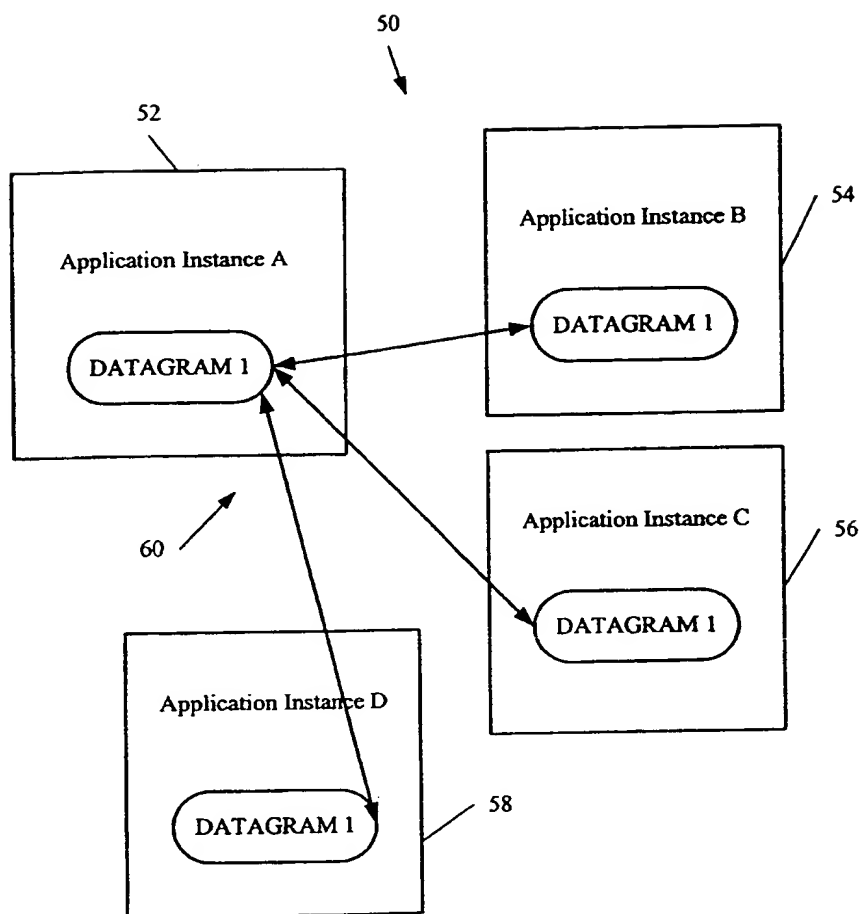 50
52
Application Instance A
DATAGRAM 1
54
Application Instance B
DATAGRAM 1
60
56
Application Instance C
DATAGRAM 1
58
Application Instance D
DATAGRAM 1